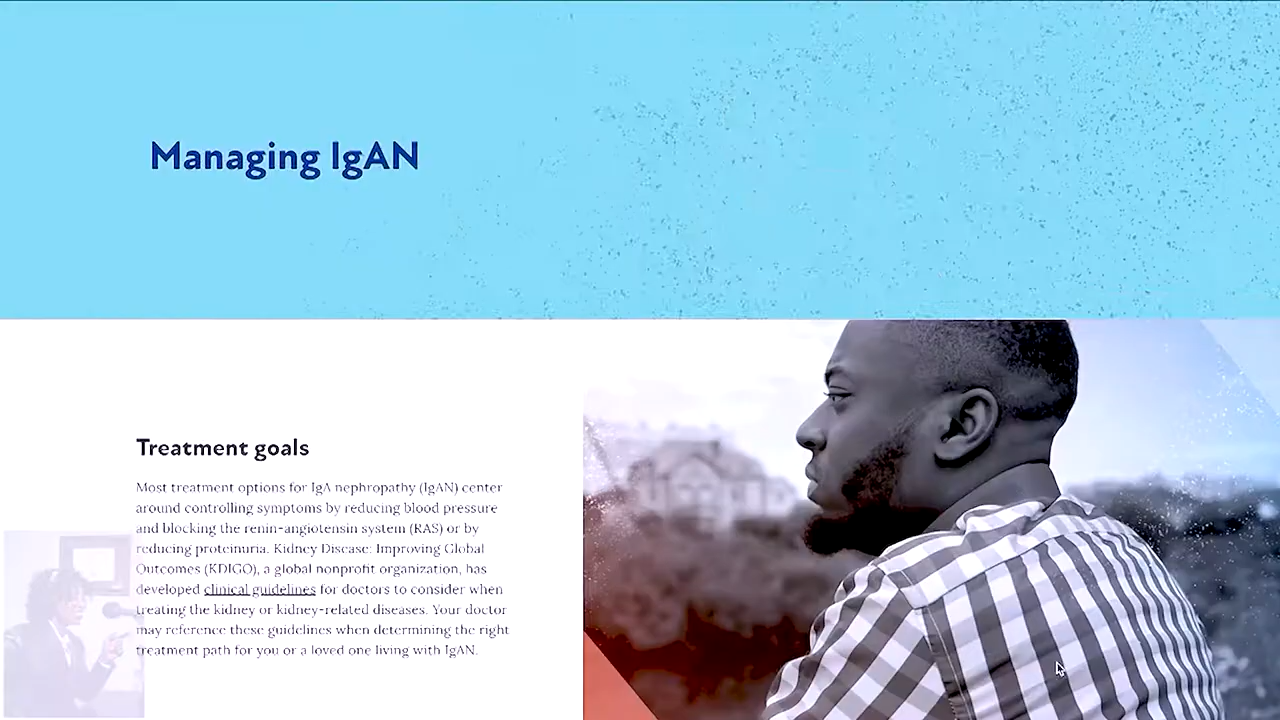 Managing IgAN
Treatment goals
Most treatment options for IgA nephropathy (IgAN) center
around controlling symptoms by reducing blood pressure
and blocking the renin-angiotensin system (RAS) or by
reducing proteinuria. Kidney Disease: Improving Global
Outcomes (KDIGO), a global nonprofit organization, has
developed clinical guidelines for doctors to consider when
treating the kidney or kidney-related diseases. Your doctor
may reference these guidelines when determining the right
treatment path for you or a loved one living with IgAN.